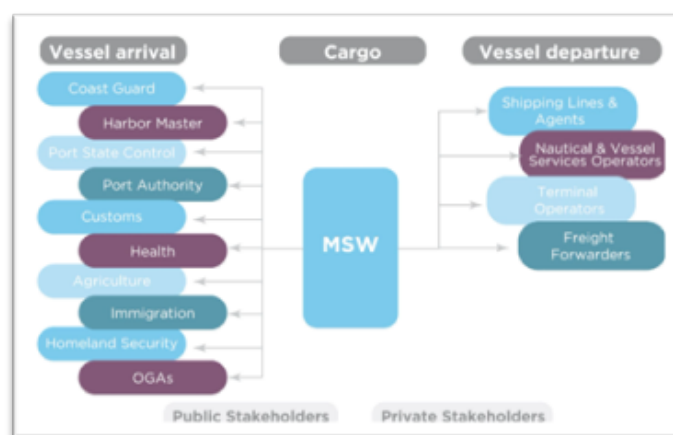 Vessel arrival
Cargo
Vessel departure
Coast Guard
Harbor Master
Port State Control
Port Authority
Customs
Health
Agriculture
Immigration
Homeland Security
OGAs
MSW
Shipping Lines &
Agents
Nautical & Vessel
Services Operators
Terminal
Operators
Freight
Forwarders
Public Stakeholders
Private Stakeholders